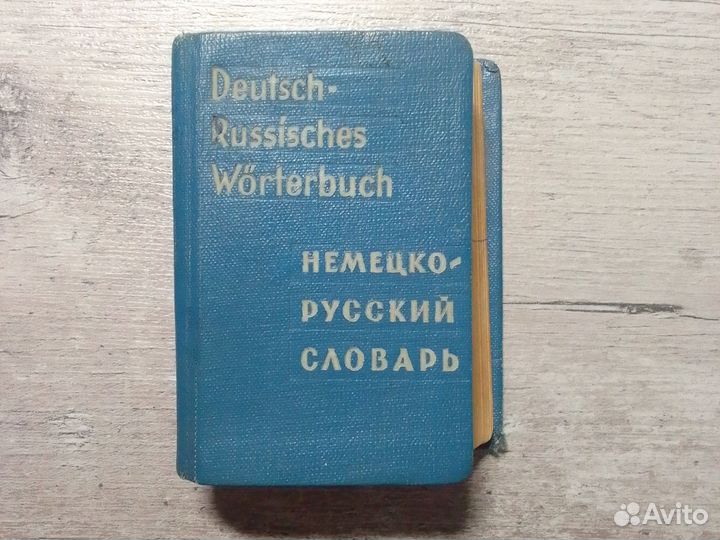 Deutsch-
Russisches
Wörterbuch
НЕМЕЦКО-
РУССКИЙ
СЛОВАРЬ
Avito